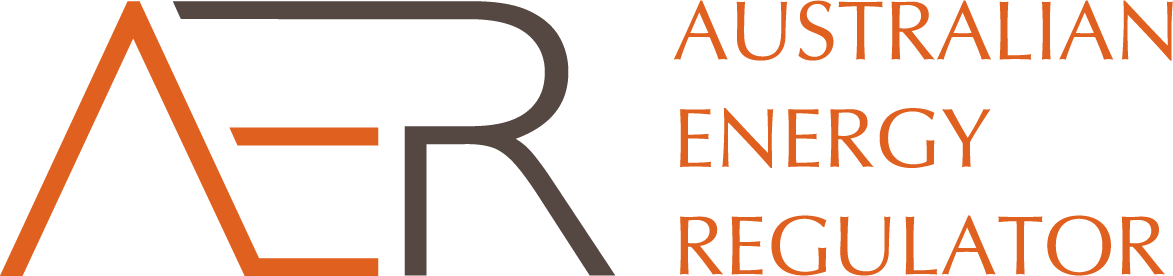 AER
AUSTRALIAN
ENERGY
REGULATOR